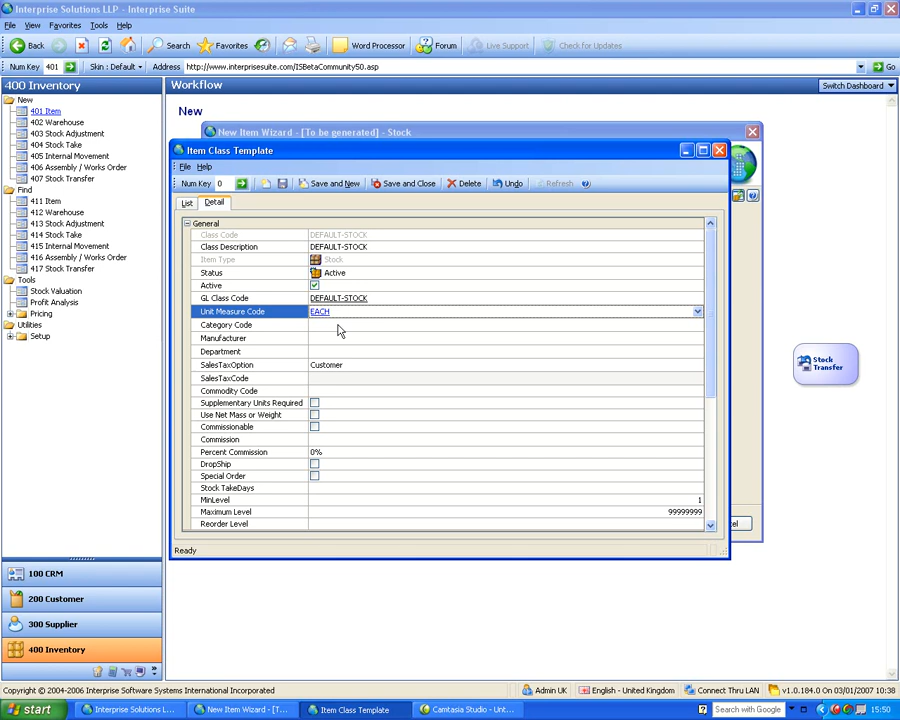 Interprise Solutions LLP - Interprise Suite
File View Favorites Tools Help
Back Search Favorites Word Processor Forum Live Support Check for Updates
Num Key 401 Skin : Default Address http://www.interprisesuite.com/ISBetaCommunity50.asp Go
400 Inventory
Workflow
Switch Dashboard
New
401 Item
402 Warehouse
403 Stock Adjustment
404 Stock Take
405 Internal Movement
406 Assembly / Works Order
407 Stock Transfer
Find
411 Item
412 Warehouse
413 Stock Adjustment
414 Stock Take
415 Internal Movement
416 Assembly / Works Order
417 Stock Transfer
Tools
Stock Valuation
Profit Analysis
Pricing
Utilities
Setup
100 CRM
200 Customer
300 Supplier
400 Inventory
New
New Item Wizard - [To be generated] - Stock
Item Class Template
File Help
Num Key 0 Save and New Save and Close Delete Undo Refresh
List Detail
General
Class Code DEFAULT-STOCK
Class Description DEFAULT-STOCK
Item Type Stock
Status Active
Active
GL Class Code DEFAULT-STOCK
Unit Measure Code EACH
Category Code
Manufacturer
Department
SalesTaxOption Customer
SalesTaxCode
Commodity Code
Supplementary Units Required
Use Net Mass or Weight
Commissionable
Commission
Percent Commission 0%
DropShip
Special Order
Stock TakeDays
MinLevel 1
Maximum Level 99999999
Reorder Level
Ready
Stock
Transfer
Copyright © 2004-2006 Interprise Software Systems International Incorporated
Admin UK English - United Kingdom Connect Thru LAN v1.0.184.0 03/01/2007 10:38
start Interprise Solutions L... New Item Wizard - [T... Item Class Template Camtasia Studio - Unt... Search with Google 15:50